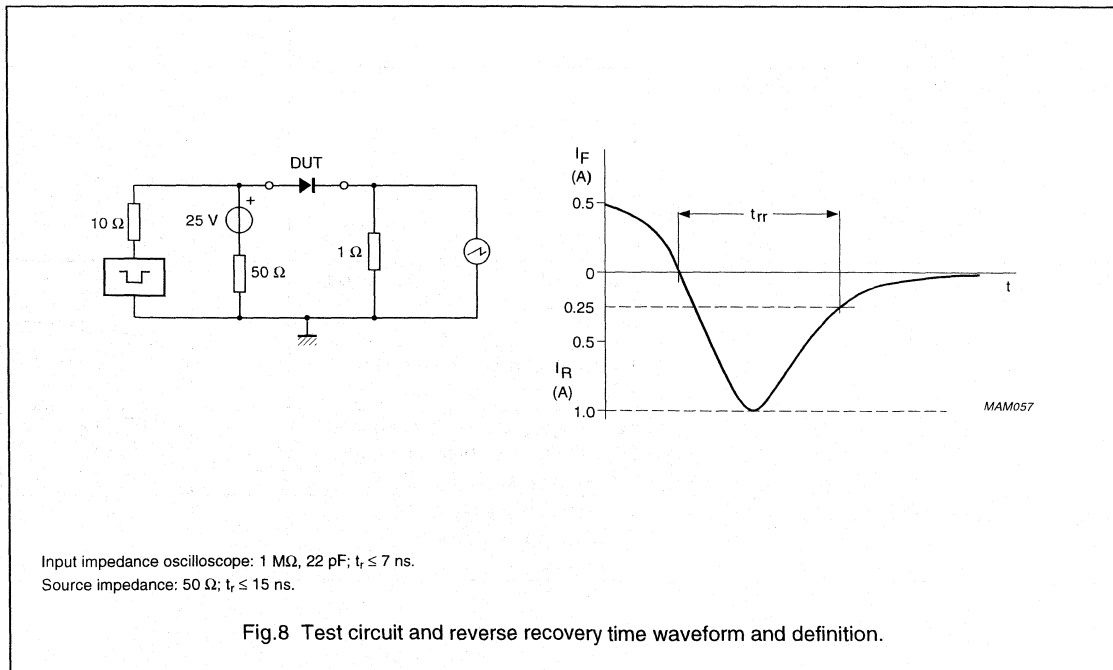 DUT
+
10 Ω
25 V
50 Ω
1 Ω
I_F
(A)
0.5
t_rr
0
t
0.25
0.5
I_R
(A)
1.0
MAM057
Input impedance oscilloscope: 1 MΩ, 22 pF; t_r ≤ 7 ns.
Source impedance: 50 Ω; t_r ≤ 15 ns.
Fig.8 Test circuit and reverse recovery time waveform and definition.